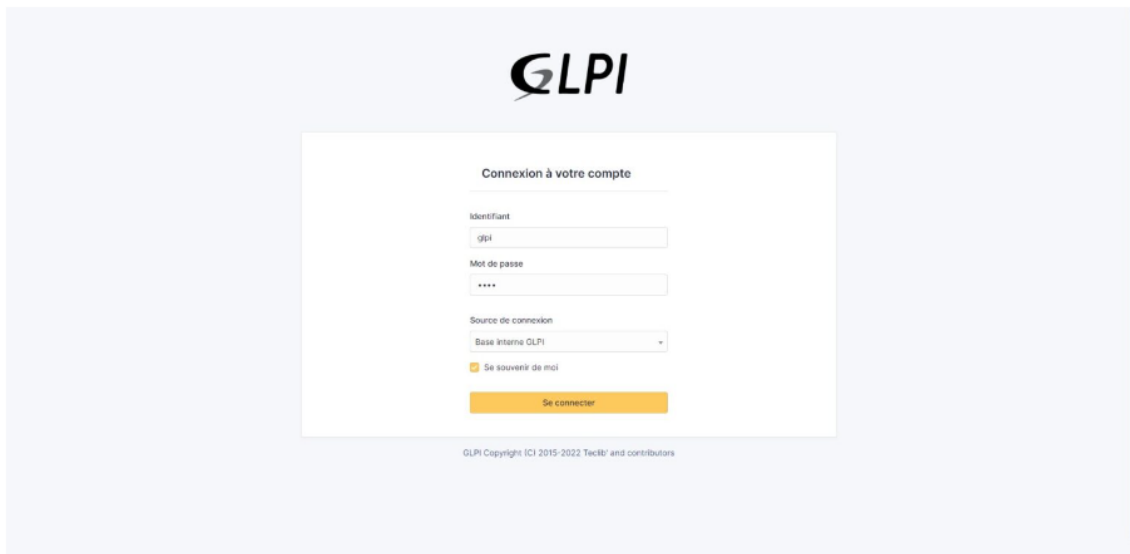 GLPI
Connexion à votre compte
Identifiant
glpi
Mot de passe
••••
Source de connexion
Base interne GLPI
Se souvenir de moi
Se connecter
GLPI Copyright (C) 2015-2022 Teclib' and contributors